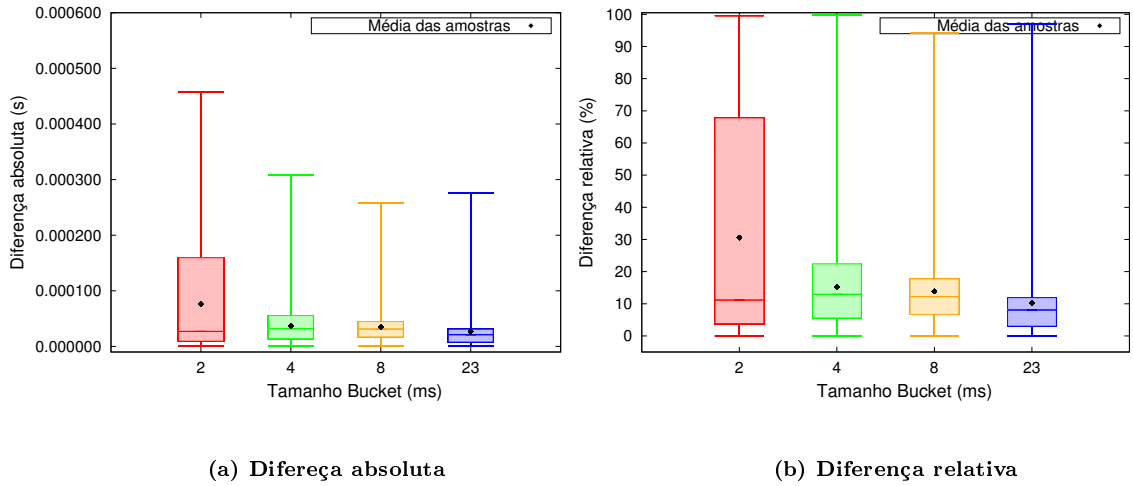 Média das amostras
0.000600
0.000500
0.000400
0.000300
0.000200
0.000100
0.000000
Diferença absoluta (s)
2 4 8 23
Tamanho Bucket (ms)
(a) Difereça absoluta
Média das amostras
100
90
80
70
60
50
40
30
20
10
0
Diferença relativa (%)
2 4 8 23
Tamanho Bucket (ms)
(b) Diferença relativa